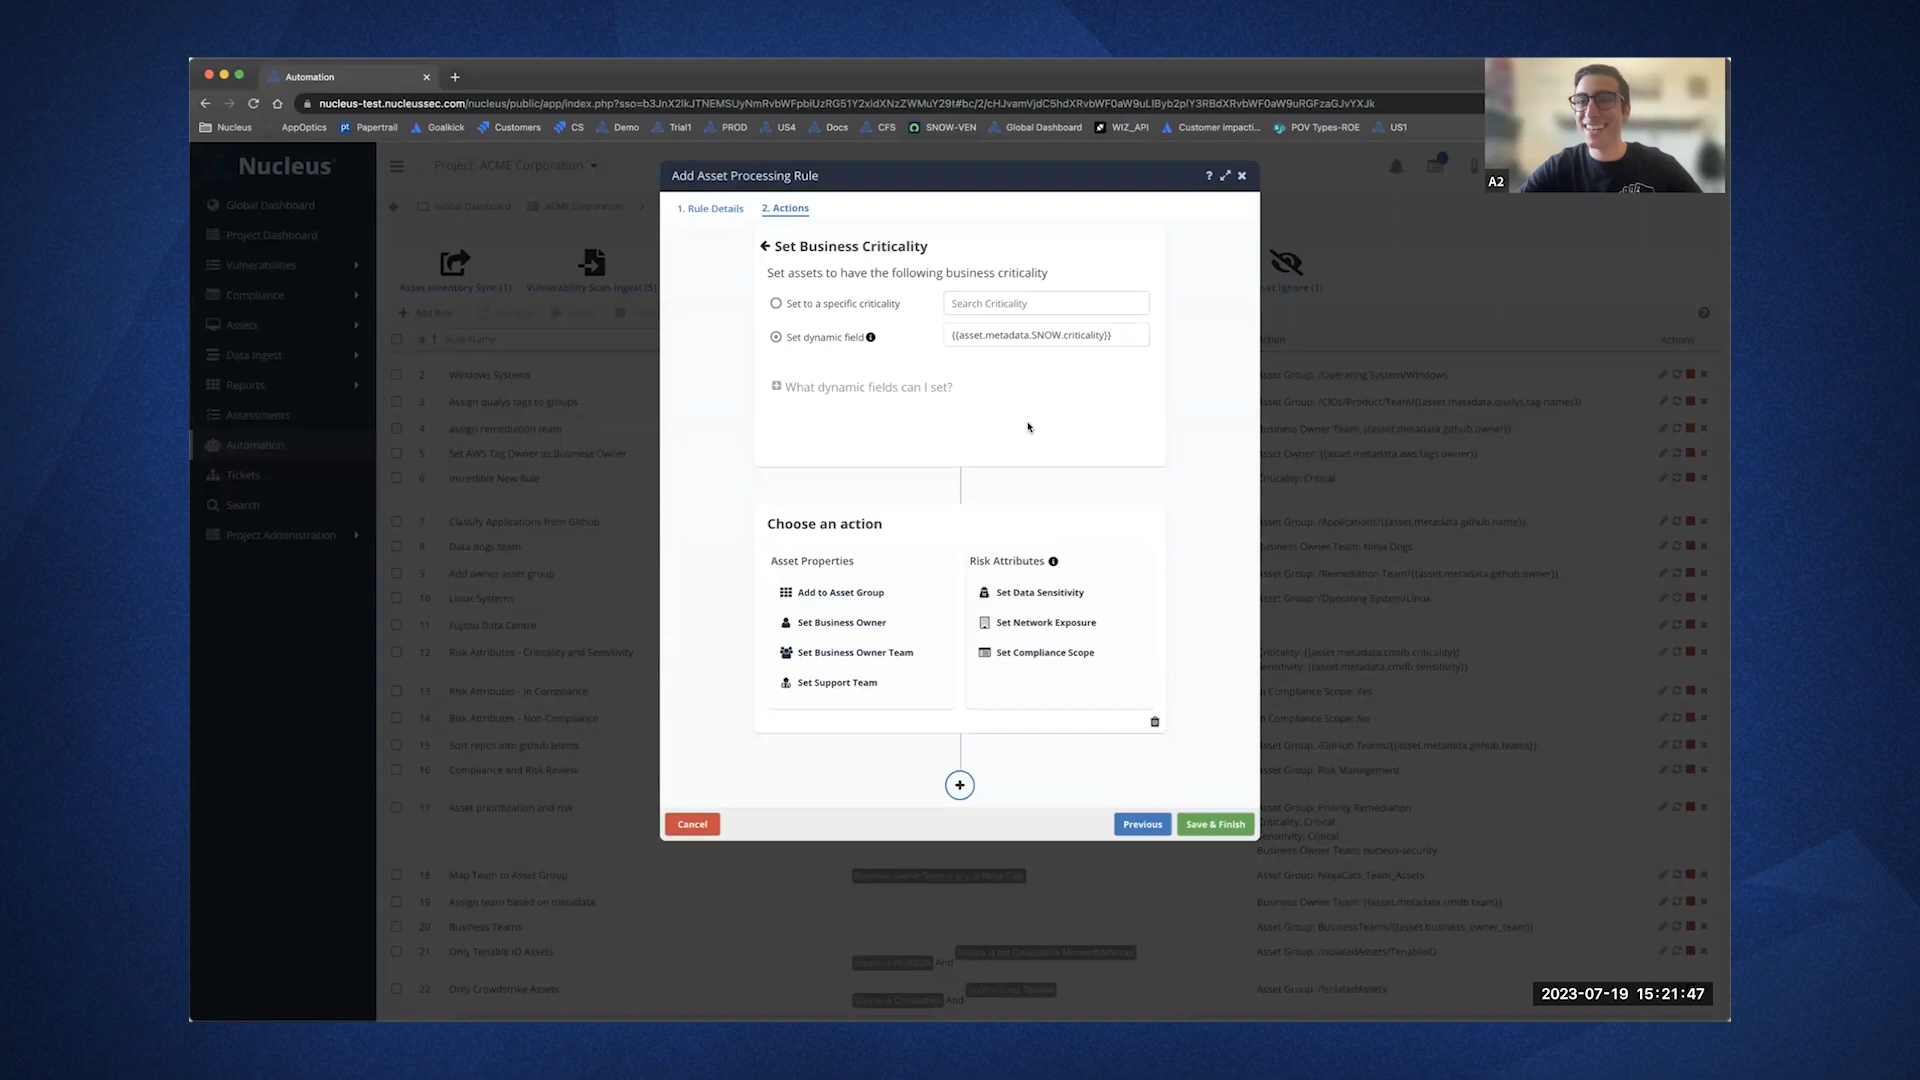 Automation
nucleus-test.nucleussec.com/nucleus/public/app/index.php?sso=b3JnX2lkJTNEMSUyNmRvbWFpbiUzRG51Y2xldXNzZWMuY29t#bc/2/cHJvamVjdC5hdXRvbWF0aW9uLlByb2plY3RBdXRvbWF0aW9uRGFzaGJvYXJk
Nucleus AppOptics pt Papertrail Goalkick Customers CS Demo Trial1 PROD US4 Docs CFS SNOW-VEN Global Dashboard WIZ_API Customer impacti... POV Types-ROE US1
A2
Nucleus
Project: ACME Corporation
Global Dashboard
Project Dashboard
Vulnerabilities
Compliance
Assets
Data Ingest
Reports
Assessments
Automation
Tickets
Search
Project Administration
Global Dashboard ACME Corporation
Asset Inventory Sync (1) Vulnerability Scan Ingest (5)
Ignore (1)
Add Rule
# Rule Name
Actions
2 Windows Systems
Asset Group: /Operating System/Windows
3 Assign qualys tags to groups
Asset Group: /CIOs/Product/Team/{{asset.metadata.qualys.tag-names}}
4 assign remediation team
Business Owner Team: {{asset.metadata.github.owner}}
5 Set AWS Tag Owner as Business Owner
Asset Owner: {{asset.metadata.aws.tags.owner}}
6 Incredible New Rule
Criticality: Critical
7 Classify Applications from Github
Asset Group: /Applications/{{asset.metadata.github.name}}
8 Data dogs team
Business Owner Team: Ninja Dogs
9 Add owner asset group
Asset Group: /Remediation Team/{{asset.metadata.github.owner}}
10 Linux Systems
Asset Group: /Operating System/Linux
11 Fujitsu Data Centre
12 Risk Attributes - Criticality and Sensitivity
Criticality: {{asset.metadata.cmdb.criticality}}
Sensitivity: {{asset.metadata.cmdb.sensitivity}}
13 Risk Attributes - In Compliance
In Compliance Scope: Yes
14 Risk Attributes - Non Compliance
In Compliance Scope: No
15 Sort repos into github teams
Asset Group: /GitHub Teams/{{asset.metadata.github.teams}}
16 Compliance and Risk Review
Asset Group: Risk Management
17 Asset prioritization and risk
Asset Group: Priority Remediation
Criticality: Critical
Sensitivity: Critical
Business Owner Team: nucleus-security
18 Map Team to Asset Group
Asset Group: NinjaCats_Team_Assets
19 Assign team based on metadata
Business Owner Team: {{asset.metadata.cmdb.team}}
20 Business Teams
Asset Group: BusinessTeams/{{asset.business_owner_team}}
21 Only Tenable IO Assets
And
Asset Group: /IsolatedAssets/TenableIO
22 Only Crowdstrike Assets
And
Asset Group: /IsolatedAssets
Add Asset Processing Rule
1. Rule Details 2. Actions
Set Business Criticality
Set assets to have the following business criticality
Set to a specific criticality Search Criticality
Set dynamic field {{asset.metadata.SNOW.criticality}}
What dynamic fields can I set?
Choose an action
Asset Properties
Add to Asset Group
Set Business Owner
Set Business Owner Team
Set Support Team
Risk Attributes
Set Data Sensitivity
Set Network Exposure
Set Compliance Scope
Cancel Previous Save & Finish
2023-07-19 15:21:47